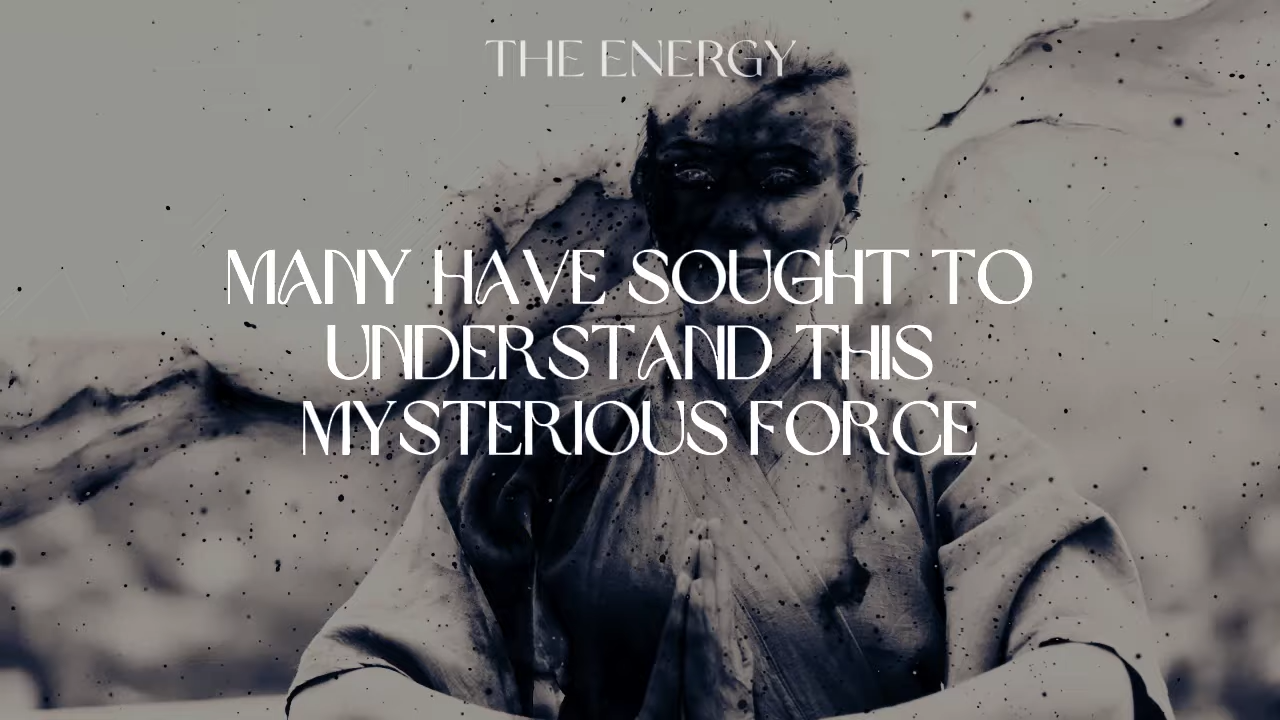 THE ENERGY
MANY HAVE SOUGHT TO
UNDERSTAND THIS
MYSTERIOUS FORCE